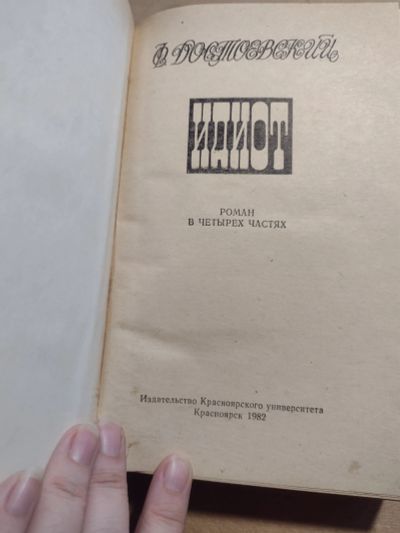 Ф. ДОСТОЕВСКИЙ
ИДИОТ
РОМАН
В ЧЕТЫРЕХ ЧАСТЯХ
Издательство Красноярского университета
Красноярск 1982